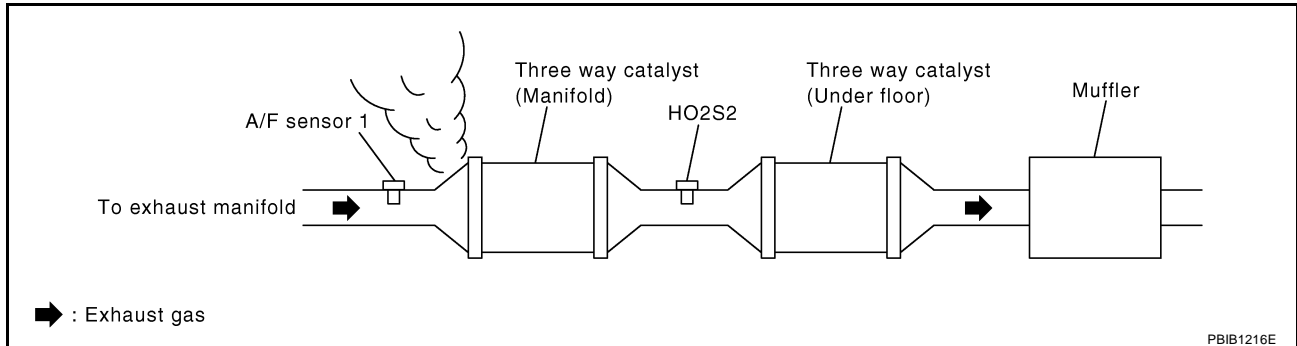 Three way catalyst
(Manifold)
Three way catalyst
(Under floor)
Muffler
HO2S2
A/F sensor 1
To exhaust manifold
: Exhaust gas
PBIB1216E